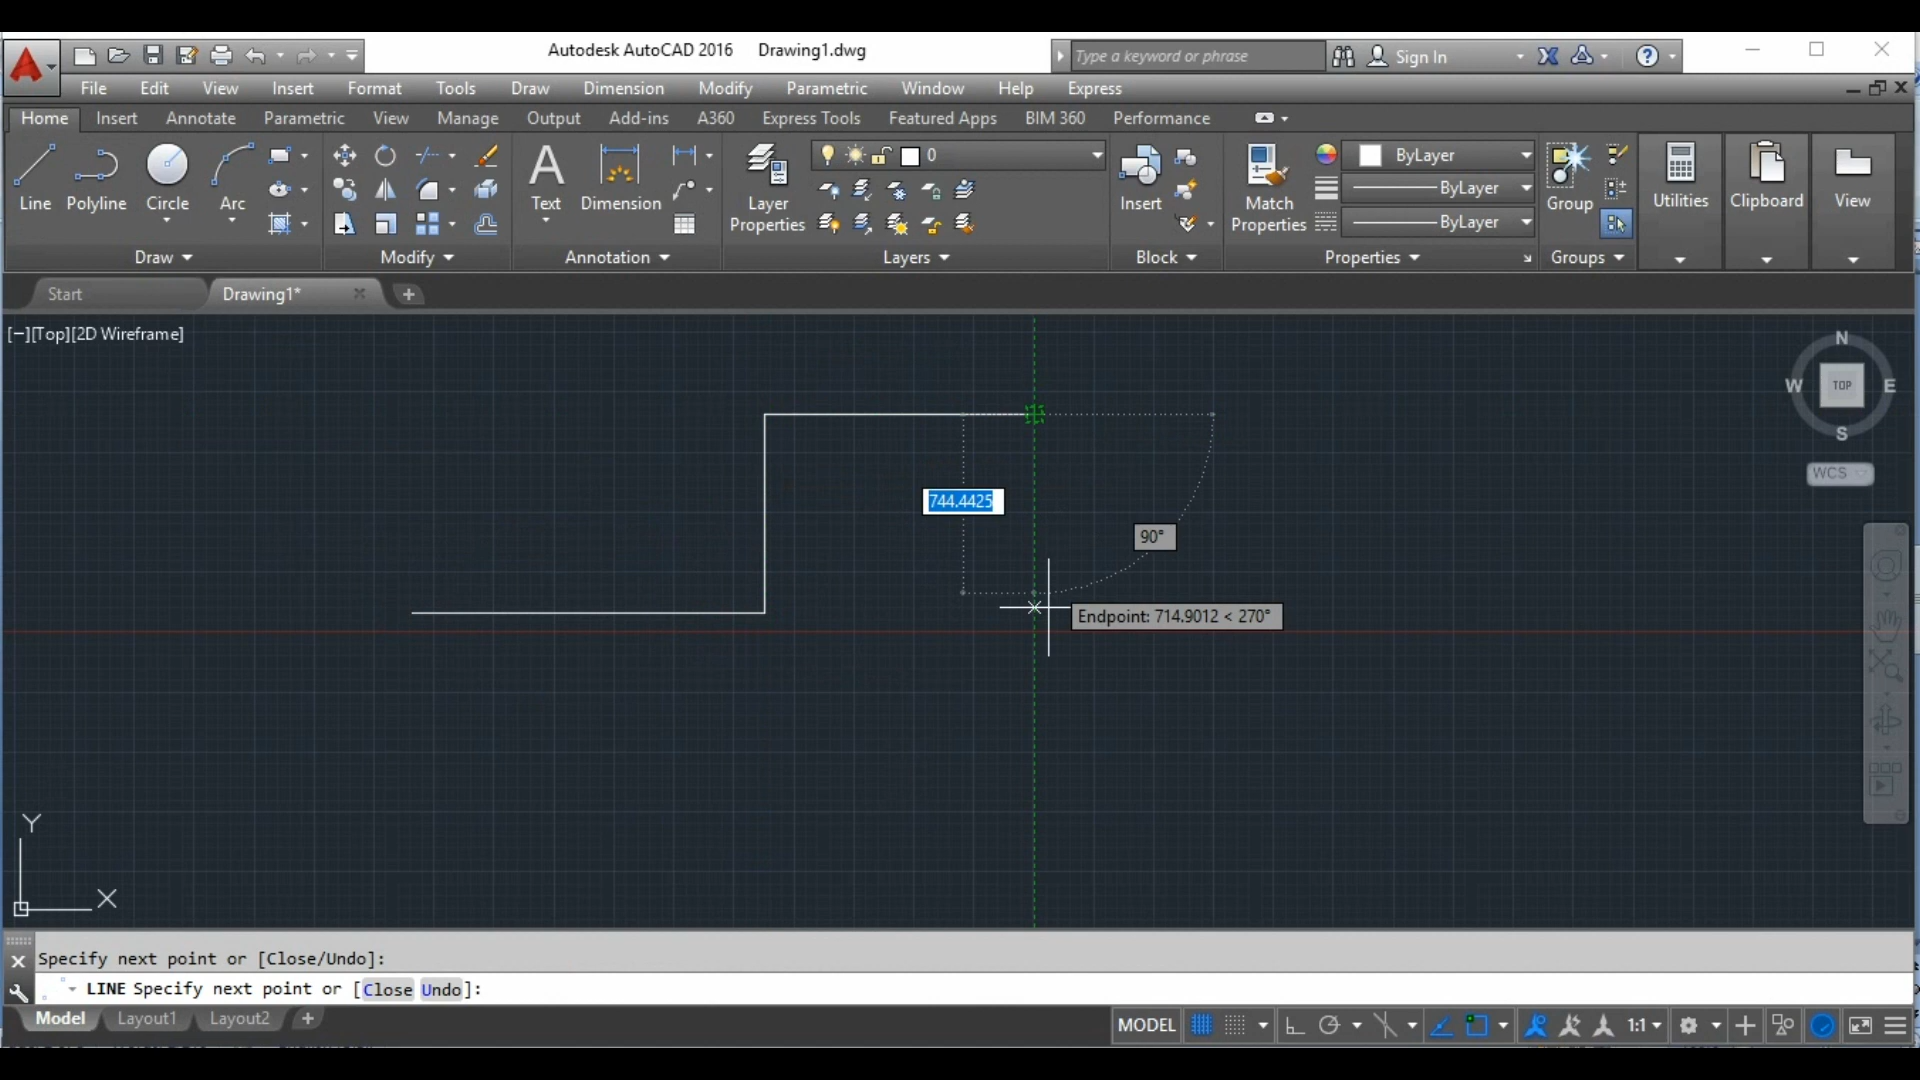 Autodesk AutoCAD 2016 Drawing1.dwg Type a keyword or phrase Sign In
File Edit View Insert Format Tools Draw Dimension Modify Parametric Window Help Express
Home Insert Annotate Parametric View Manage Output Add-ins A360 Express Tools Featured Apps BIM 360 Performance
Line Polyline Circle Arc
A
Text Dimension
Layer
Properties
0
Insert
Match
Properties
ByLayer
ByLayer
ByLayer
Group
Utilities Clipboard View
Draw Modify Annotation Layers Block Properties Groups
Start Drawing1* +
[−][Top][2D Wireframe]
N
W TOP E
S
WCS
744.4425
90°
Endpoint: 714.9012 < 270°
Y
X
Specify next point or [Close/Undo]:
LINE Specify next point or [Close Undo]:
Model Layout1 Layout2 +
MODEL 1:1